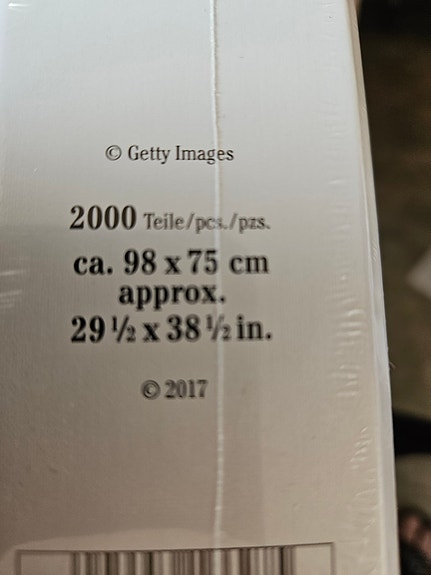 © Getty Images
2000 Teile/pcs./pzs.
ca. 98 x 75 cm
approx.
29 ½ x 38 ½ in.
© 2017